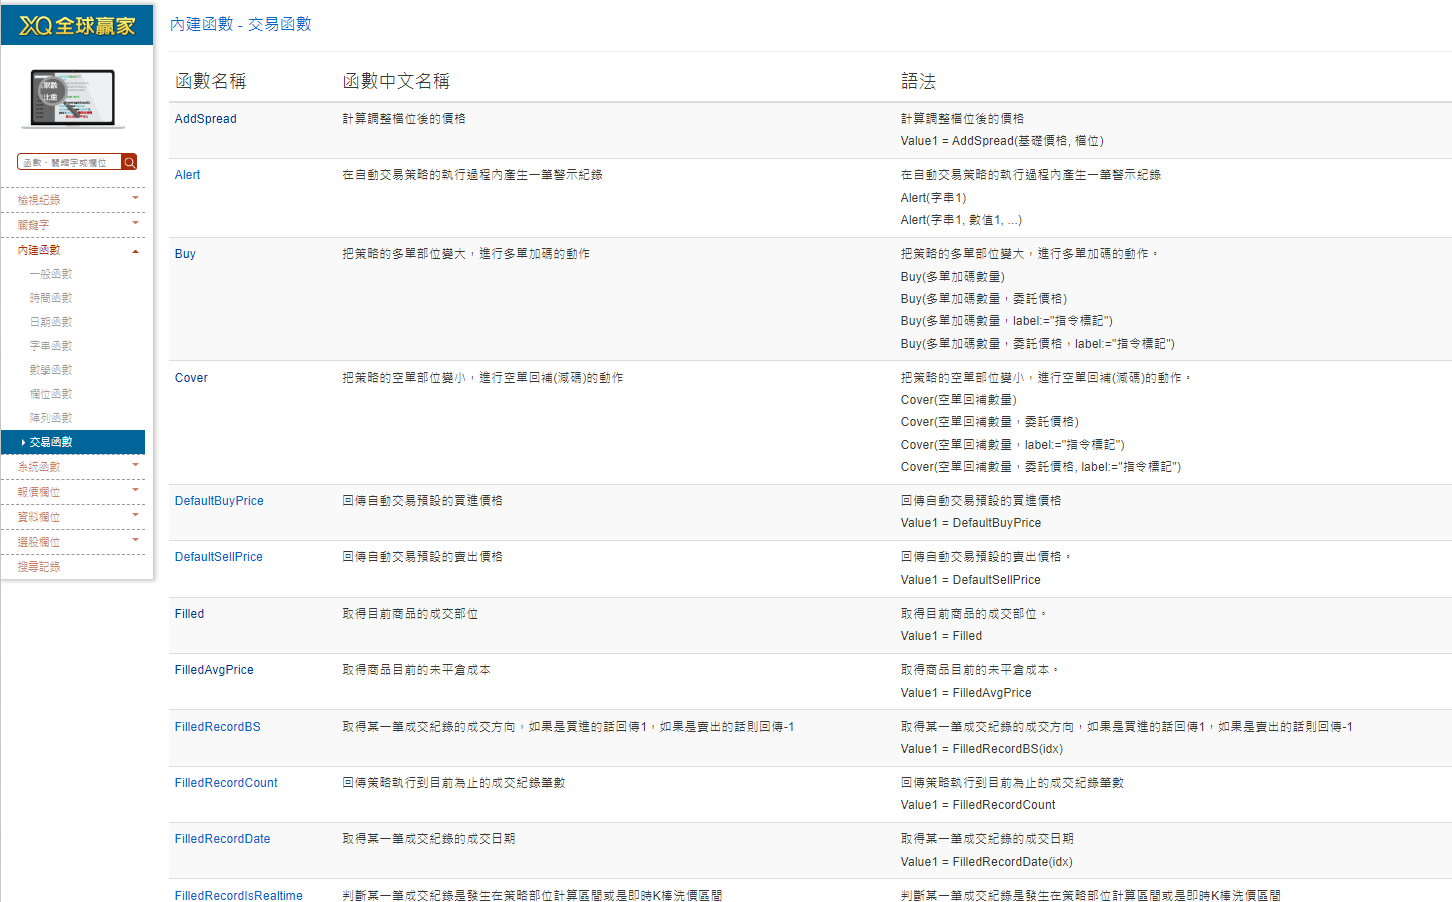 XQ全球贏家
函數、關鍵字或欄位
檢視紀錄
關鍵字
內建函數
一般函數
時間函數
日期函數
字串函數
數學函數
欄位函數
陣列函數
交易函數
系統函數
報價欄位
資料欄位
選股欄位
搜尋記錄
內建函數 - 交易函數
函數名稱 函數中文名稱 語法
AddSpread 計算調整檔位後的價格 計算調整檔位後的價格
Value1 = AddSpread(基礎價格, 檔位)
Alert 在自動交易策略的執行過程內產生一筆警示紀錄 在自動交易策略的執行過程內產生一筆警示紀錄
Alert(字串1)
Alert(字串1, 數值1, ...)
Buy 把策略的多單部位變大，進行多單加碼的動作 把策略的多單部位變大，進行多單加碼的動作。
Buy(多單加碼數量)
Buy(多單加碼數量，委託價格)
Buy(多單加碼數量，label:="指令標記")
Buy(多單加碼數量，委託價格，label:="指令標記")
Cover 把策略的空單部位變小，進行空單回補(減碼)的動作 把策略的空單部位變小，進行空單回補(減碼)的動作。
Cover(空單回補數量)
Cover(空單回補數量，委託價格)
Cover(空單回補數量，label:="指令標記")
Cover(空單回補數量，委託價格, label:="指令標記")
DefaultBuyPrice 回傳自動交易預設的買進價格 回傳自動交易預設的買進價格
Value1 = DefaultBuyPrice
DefaultSellPrice 回傳自動交易預設的賣出價格 回傳自動交易預設的賣出價格。
Value1 = DefaultSellPrice
Filled 取得目前商品的成交部位 取得目前商品的成交部位。
Value1 = Filled
FilledAvgPrice 取得商品目前的未平倉成本 取得商品目前的未平倉成本。
Value1 = FilledAvgPrice
FilledRecordBS 取得某一筆成交紀錄的成交方向，如果是買進的話回傳1，如果是賣出的話則回傳-1 取得某一筆成交紀錄的成交方向，如果是買進的話回傳1，如果是賣出的話則回傳-1
Value1 = FilledRecordBS(idx)
FilledRecordCount 回傳策略執行到目前為止的成交紀錄筆數 回傳策略執行到目前為止的成交紀錄筆數
Value1 = FilledRecordCount
FilledRecordDate 取得某一筆成交紀錄的成交日期 取得某一筆成交紀錄的成交日期
Value1 = FilledRecordDate(idx)
FilledRecordIsRealtime 判斷某一筆成交紀錄是發生在策略部位計算區間或是即時K棒洗價區間 判斷某一筆成交紀錄是發生在策略部位計算區間或是即時K棒洗價區間